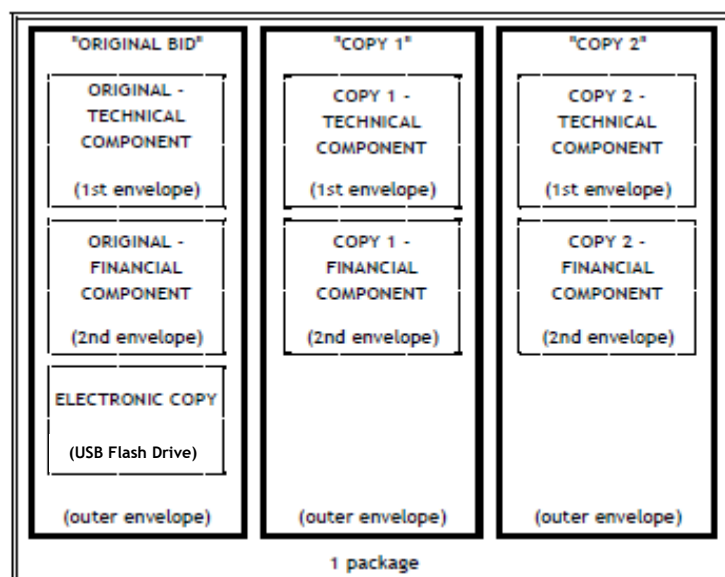 "ORIGINAL BID"
ORIGINAL -
TECHNICAL
COMPONENT
(1st envelope)
ORIGINAL -
FINANCIAL
COMPONENT
(2nd envelope)
ELECTRONIC COPY
(USB Flash Drive)
(outer envelope)
"COPY 1"
COPY 1 -
TECHNICAL
COMPONENT
(1st envelope)
COPY 1 -
FINANCIAL
COMPONENT
(2nd envelope)
(outer envelope)
"COPY 2"
COPY 2 -
TECHNICAL
COMPONENT
(1st envelope)
COPY 2 -
FINANCIAL
COMPONENT
(2nd envelope)
(outer envelope)
1 package